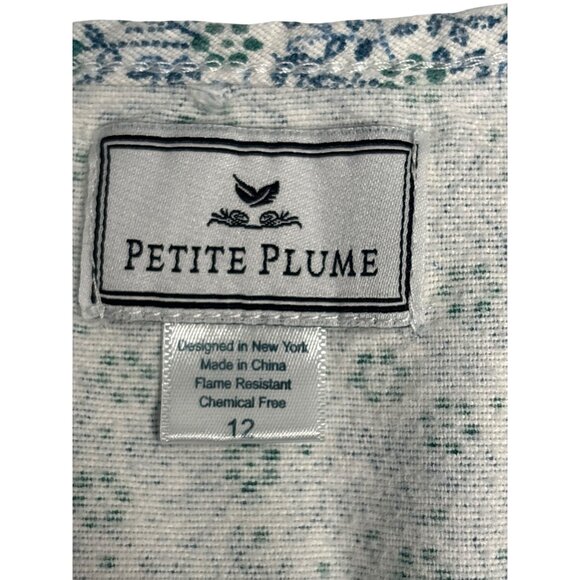 PETITE PLUME
Designed in New York
Made in China
Flame Resistant
Chemical Free
12